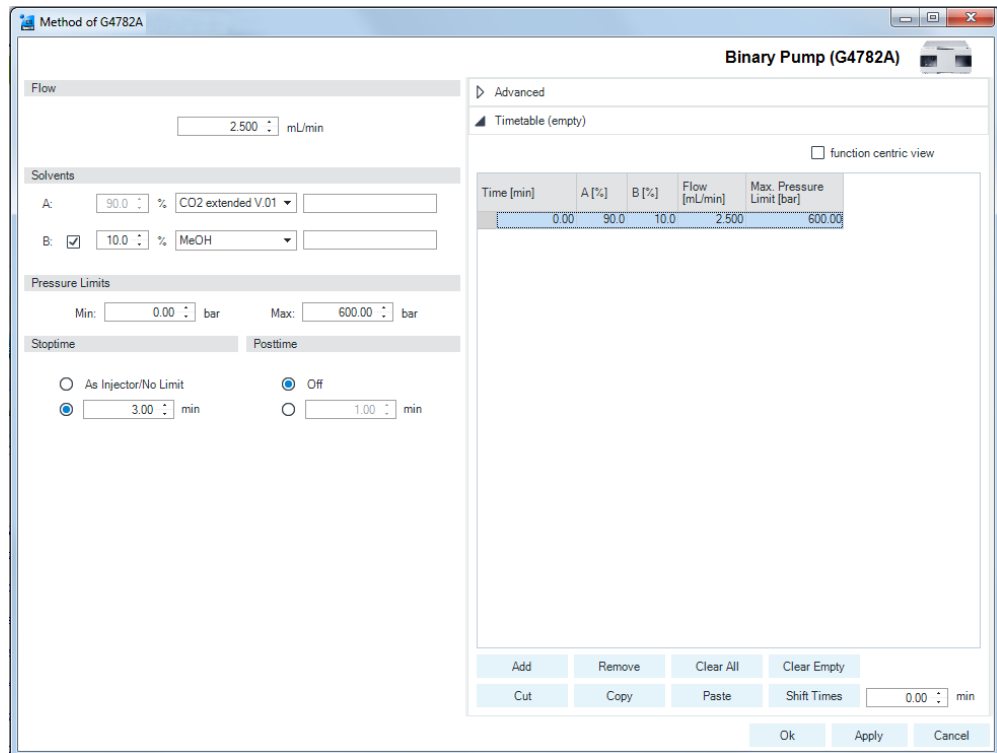 Method of G4782A
Binary Pump (G4782A)
Flow
2.500 mL/min
Solvents
A: 90.0 % CO2 extended V.01
B: 10.0 % MeOH
Pressure Limits
Min: 0.00 bar Max: 600.00 bar
Stoptime Posttime
As Injector/No Limit Off
3.00 min 1.00 min
Advanced
Timetable (empty)
function centric view
Time [min] A [%] B [%] Flow [mL/min] Max. Pressure Limit [bar]
0.00 90.0 10.0 2.500 600.00
Add Remove Clear All Clear Empty
Cut Copy Paste Shift Times 0.00 min
Ok Apply Cancel